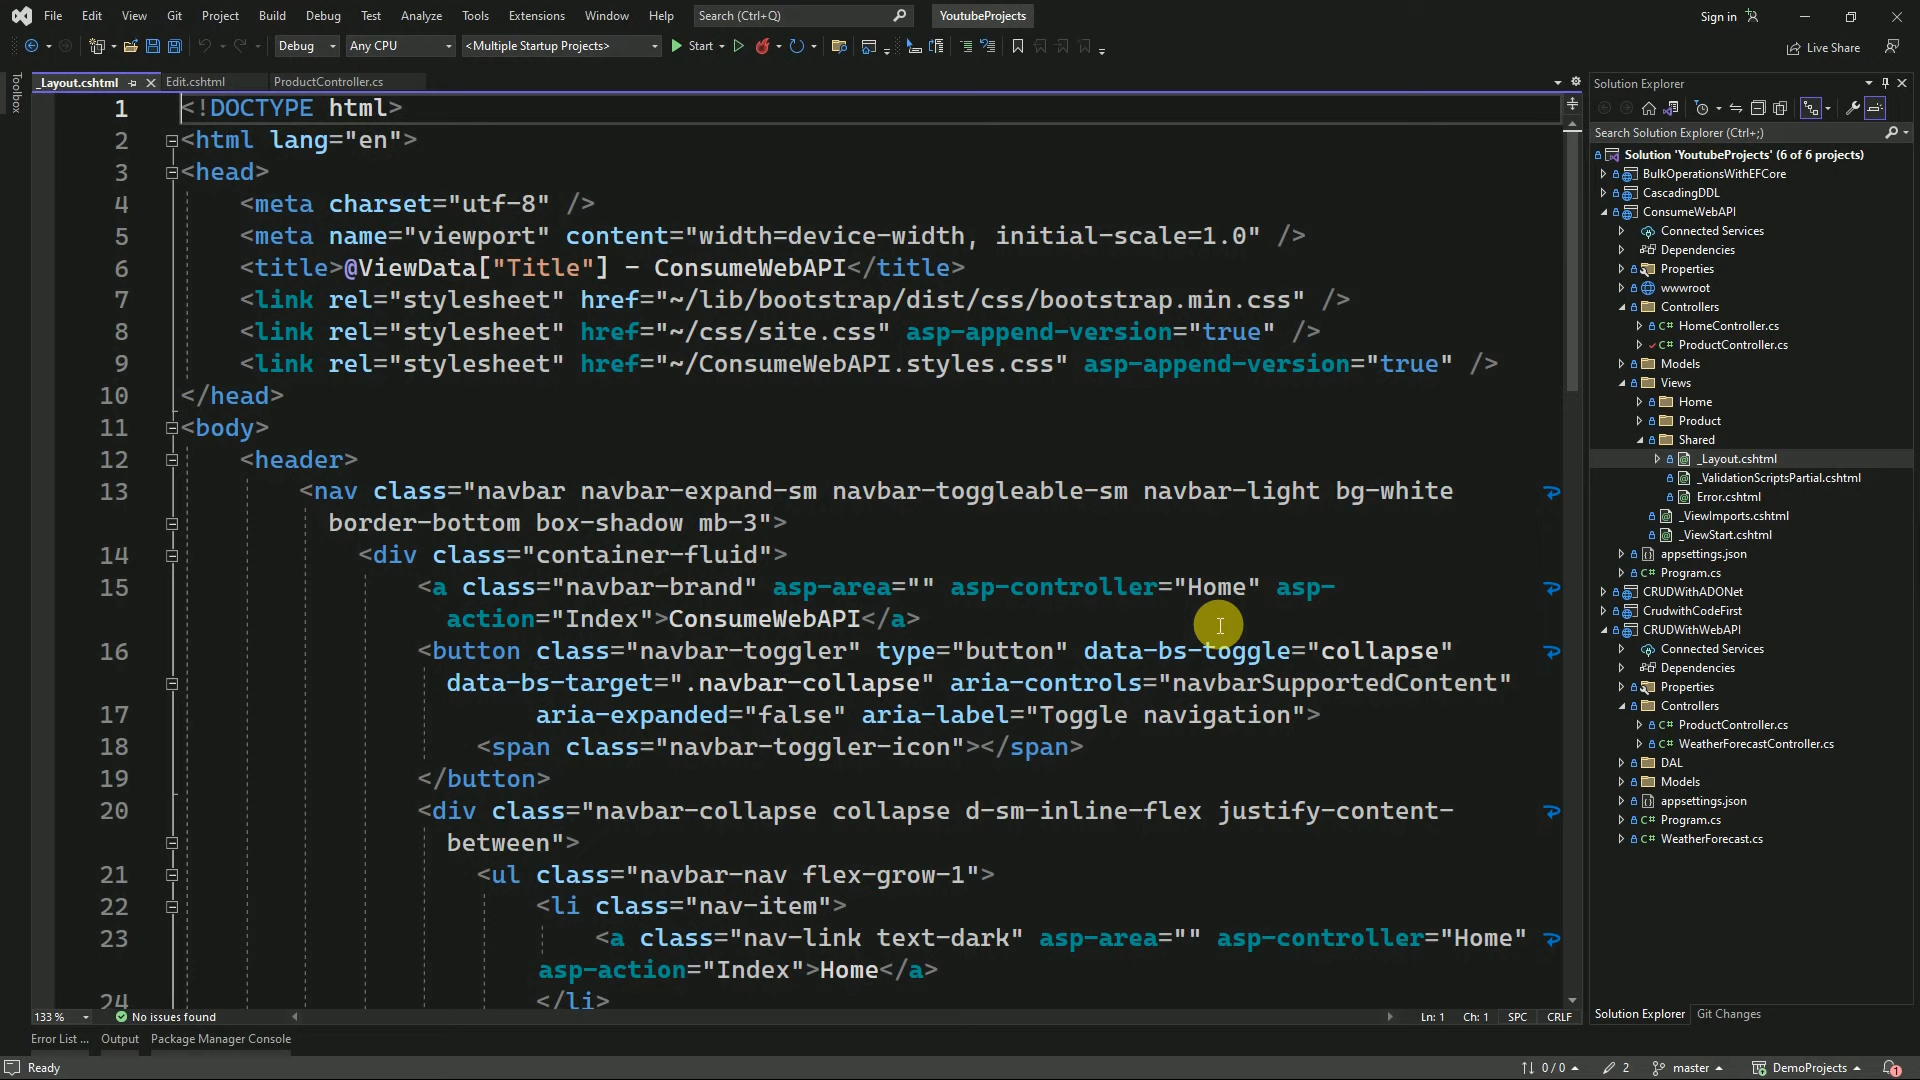 File Edit View Git Project Build Debug Test Analyze Tools Extensions Window Help Search (Ctrl+Q) YoutubeProjects Sign in
Debug Any CPU <Multiple Startup Projects> Start Live Share
Toolbox
_Layout.cshtml Edit.cshtml ProductController.cs
1 <!DOCTYPE html>
2 <html lang="en">
3 <head>
4 <meta charset="utf-8" />
5 <meta name="viewport" content="width=device-width, initial-scale=1.0" />
6 <title>@ViewData["Title"] - ConsumeWebAPI</title>
7 <link rel="stylesheet" href="~/lib/bootstrap/dist/css/bootstrap.min.css" />
8 <link rel="stylesheet" href="~/css/site.css" asp-append-version="true" />
9 <link rel="stylesheet" href="~/ConsumeWebAPI.styles.css" asp-append-version="true" />
10 </head>
11 <body>
12 <header>
13 <nav class="navbar navbar-expand-sm navbar-toggleable-sm navbar-light bg-white
border-bottom box-shadow mb-3">
14 <div class="container-fluid">
15 <a class="navbar-brand" asp-area="" asp-controller="Home" asp-
action="Index">ConsumeWebAPI</a>
16 <button class="navbar-toggler" type="button" data-bs-toggle="collapse"
data-bs-target=".navbar-collapse" aria-controls="navbarSupportedContent"
17 aria-expanded="false" aria-label="Toggle navigation">
18 <span class="navbar-toggler-icon"></span>
19 </button>
20 <div class="navbar-collapse collapse d-sm-inline-flex justify-content-
between">
21 <ul class="navbar-nav flex-grow-1">
22 <li class="nav-item">
23 <a class="nav-link text-dark" asp-area="" asp-controller="Home"
asp-action="Index">Home</a>
24 </li>
133 % No issues found Ln: 1 Ch: 1 SPC CRLF
Error List ... Output Package Manager Console
Solution Explorer
Search Solution Explorer (Ctrl+;)
Solution 'YoutubeProjects' (6 of 6 projects)
BulkOperationsWithEFCore
CascadingDDL
ConsumeWebAPI
Connected Services
Dependencies
Properties
wwwroot
Controllers
C# HomeController.cs
C# ProductController.cs
Models
Views
Home
Product
Shared
_Layout.cshtml
_ValidationScriptsPartial.cshtml
Error.cshtml
_ViewImports.cshtml
_ViewStart.cshtml
appsettings.json
C# Program.cs
CRUDWithADONet
CrudwithCodeFirst
CRUDWithWebAPI
Connected Services
Dependencies
Properties
Controllers
C# ProductController.cs
C# WeatherForecastController.cs
DAL
Models
appsettings.json
C# Program.cs
C# WeatherForecast.cs
Solution Explorer Git Changes
Ready 0 / 0 2 master DemoProjects 1